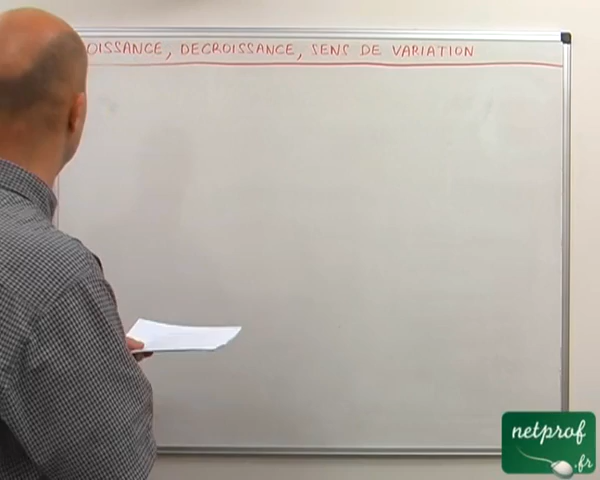 OISSANCE, DECROISSANCE, SENS DE VARIATION
netprof
.fr